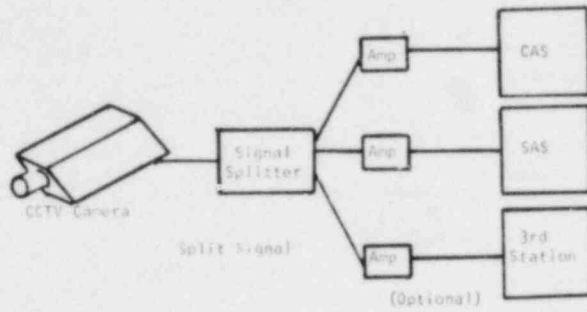 Amp
CAS
Signal
Splitter
Amp
SAS
CCTV Camera
Split Signal
Amp
3rd
Station
(Optional)